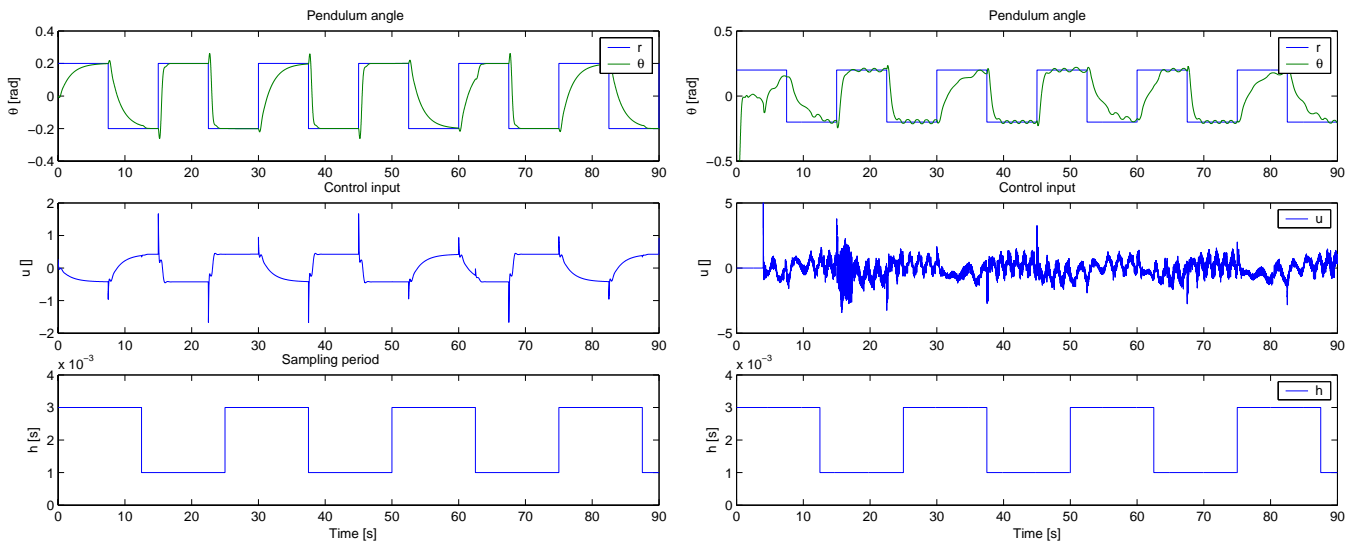 Pendulum angle
0.4
0.2
0
−0.2
−0.4
θ [rad]
r
θ
0 10 20 30 40 50 60 70 80 90
Control input
2
1
0
−1
−2
u []
0 10 20 30 40 50 60 70 80 90
x 10⁻³
Sampling period
4
3
2
1
0
h [s]
0 10 20 30 40 50 60 70 80 90
Time [s]
Pendulum angle
0.5
0
−0.5
θ [rad]
r
θ
0 10 20 30 40 50 60 70 80 90
Control input
5
0
−5
u []
u
0 10 20 30 40 50 60 70 80 90
x 10⁻³
4
3
2
1
0
h [s]
h
0 10 20 30 40 50 60 70 80 90
Time [s]